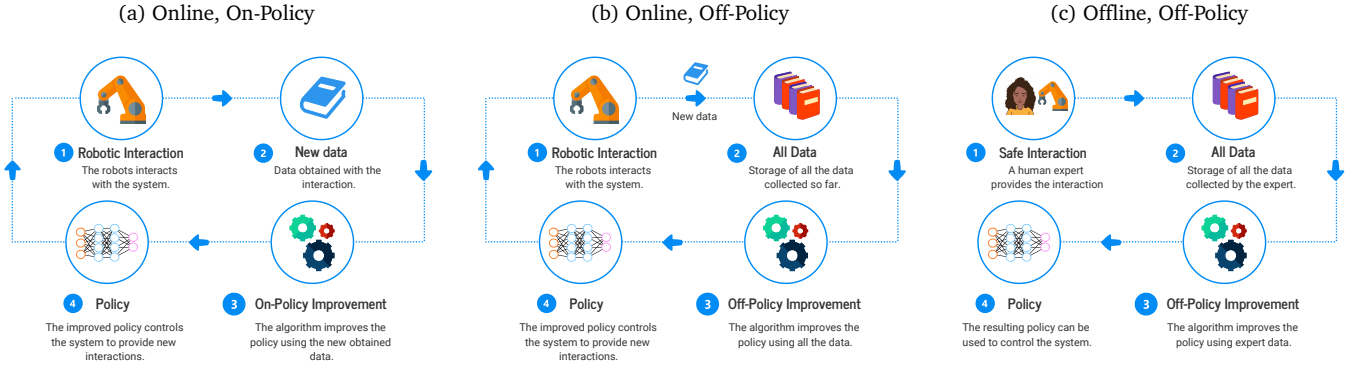 (a) Online, On-Policy
1 Robotic Interaction
The robots interacts
with the system.
2 New data
Data obtained with the
interaction.
3 On-Policy Improvement
The algorithm improves the
policy using the new obtained
data.
4 Policy
The improved policy controls
the system to provide new
interactions.
(b) Online, Off-Policy
1 Robotic Interaction
The robots interacts
with the system.
New data
2 All Data
Storage of all the data
collected so far.
3 Off-Policy Improvement
The algorithm improves the
policy using all the data.
4 Policy
The improved policy controls
the system to provide new
interactions.
(c) Offline, Off-Policy
1 Safe Interaction
A human expert
provides the interaction
2 All Data
Storage of all the data
collected by the expert.
3 Off-Policy Improvement
The algorithm improves the
policy using expert data.
4 Policy
The resulting policy can be
used to control the system.